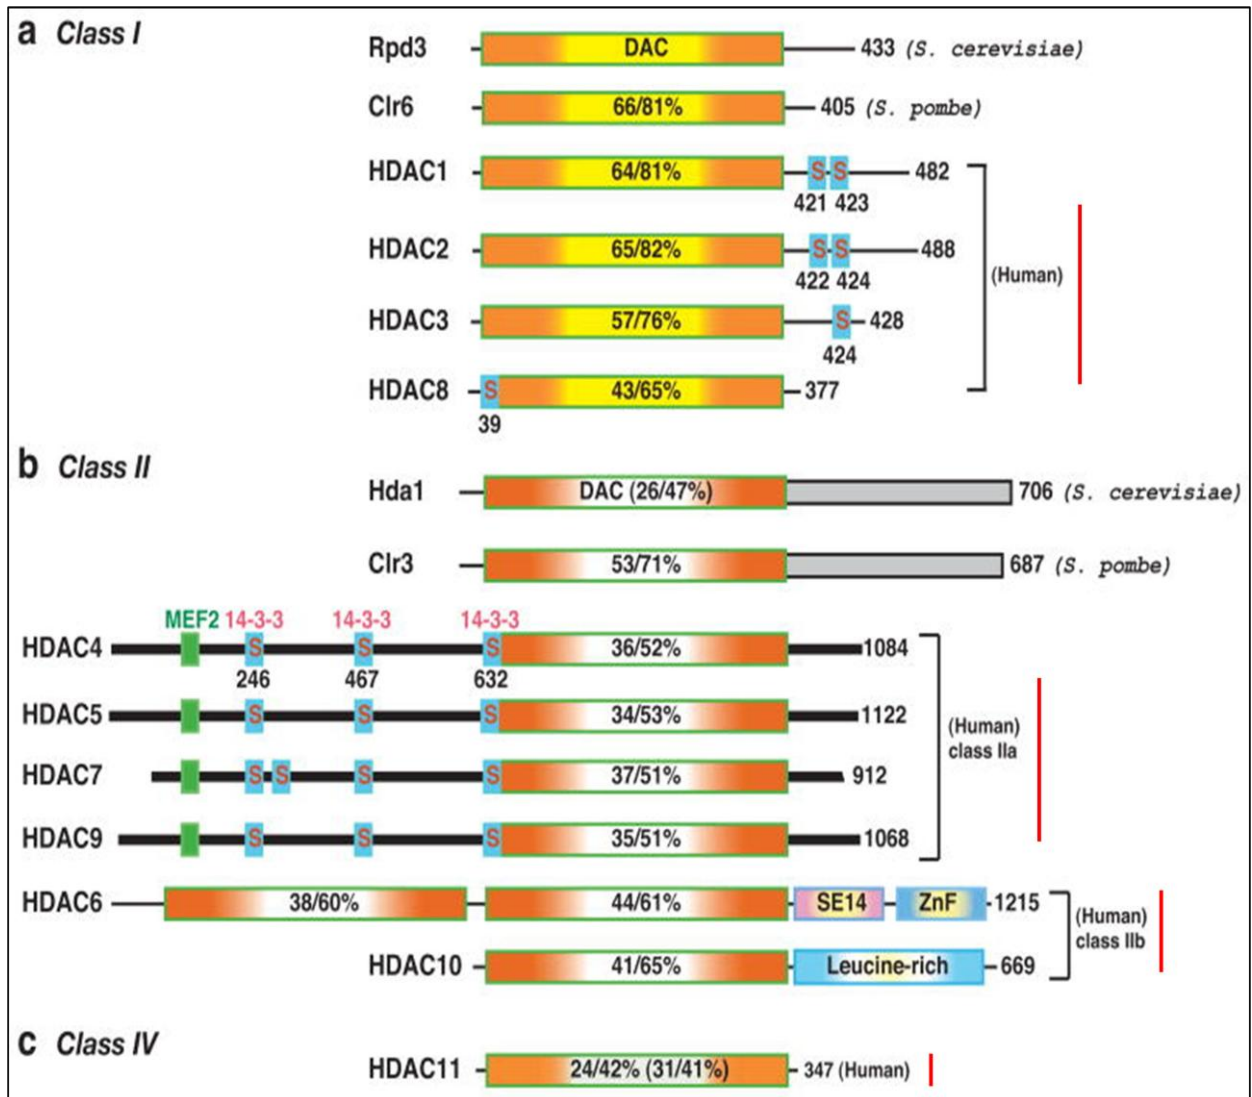 a Class I
Rpd3 DAC 433 (S. cerevisiae)
Clr6 66/81% 405 (S. pombe)
HDAC1 64/81% S S 482
421 423
HDAC2 65/82% S S 488
422 424
(Human)
HDAC3 57/76% S 428
424
HDAC8 S 43/65% 377
39
b Class II
Hda1 DAC (26/47%) 706 (S. cerevisiae)
Clr3 53/71% 687 (S. pombe)
MEF2 14-3-3 14-3-3 14-3-3
HDAC4 S S S 36/52% 1084
246 467 632
HDAC5 S S S 34/53% 1122
(Human)
class IIa
HDAC7 S S S S 37/51% 912
HDAC9 S S S 35/51% 1068
HDAC6 38/60% 44/61% SE14 ZnF 1215
(Human)
class IIb
HDAC10 41/65% Leucine-rich 669
c Class IV
HDAC11 24/42% (31/41%) 347 (Human)